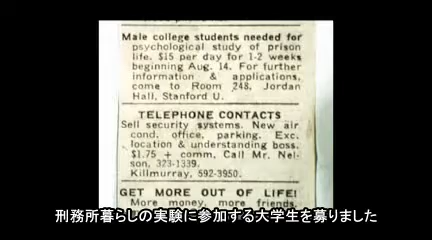 Male college students needed for
psychological study of prison
life. $15 per day for 1-2 weeks
beginning Aug. 14. For further
information & applications,
come to Room 248, Jordan
Hall, Stanford U.
TELEPHONE CONTACTS
Sell security systems. New air
cond. office, parking. Exc.
location & understanding boss.
$1.75 + comm. Call Mr. Nel-
son, 323-1339.
Killmurray, 592-3950.
GET MORE OUT OF LIFE!
More money, more friends,
刑務所暮らしの実験に参加する大学生を募りました